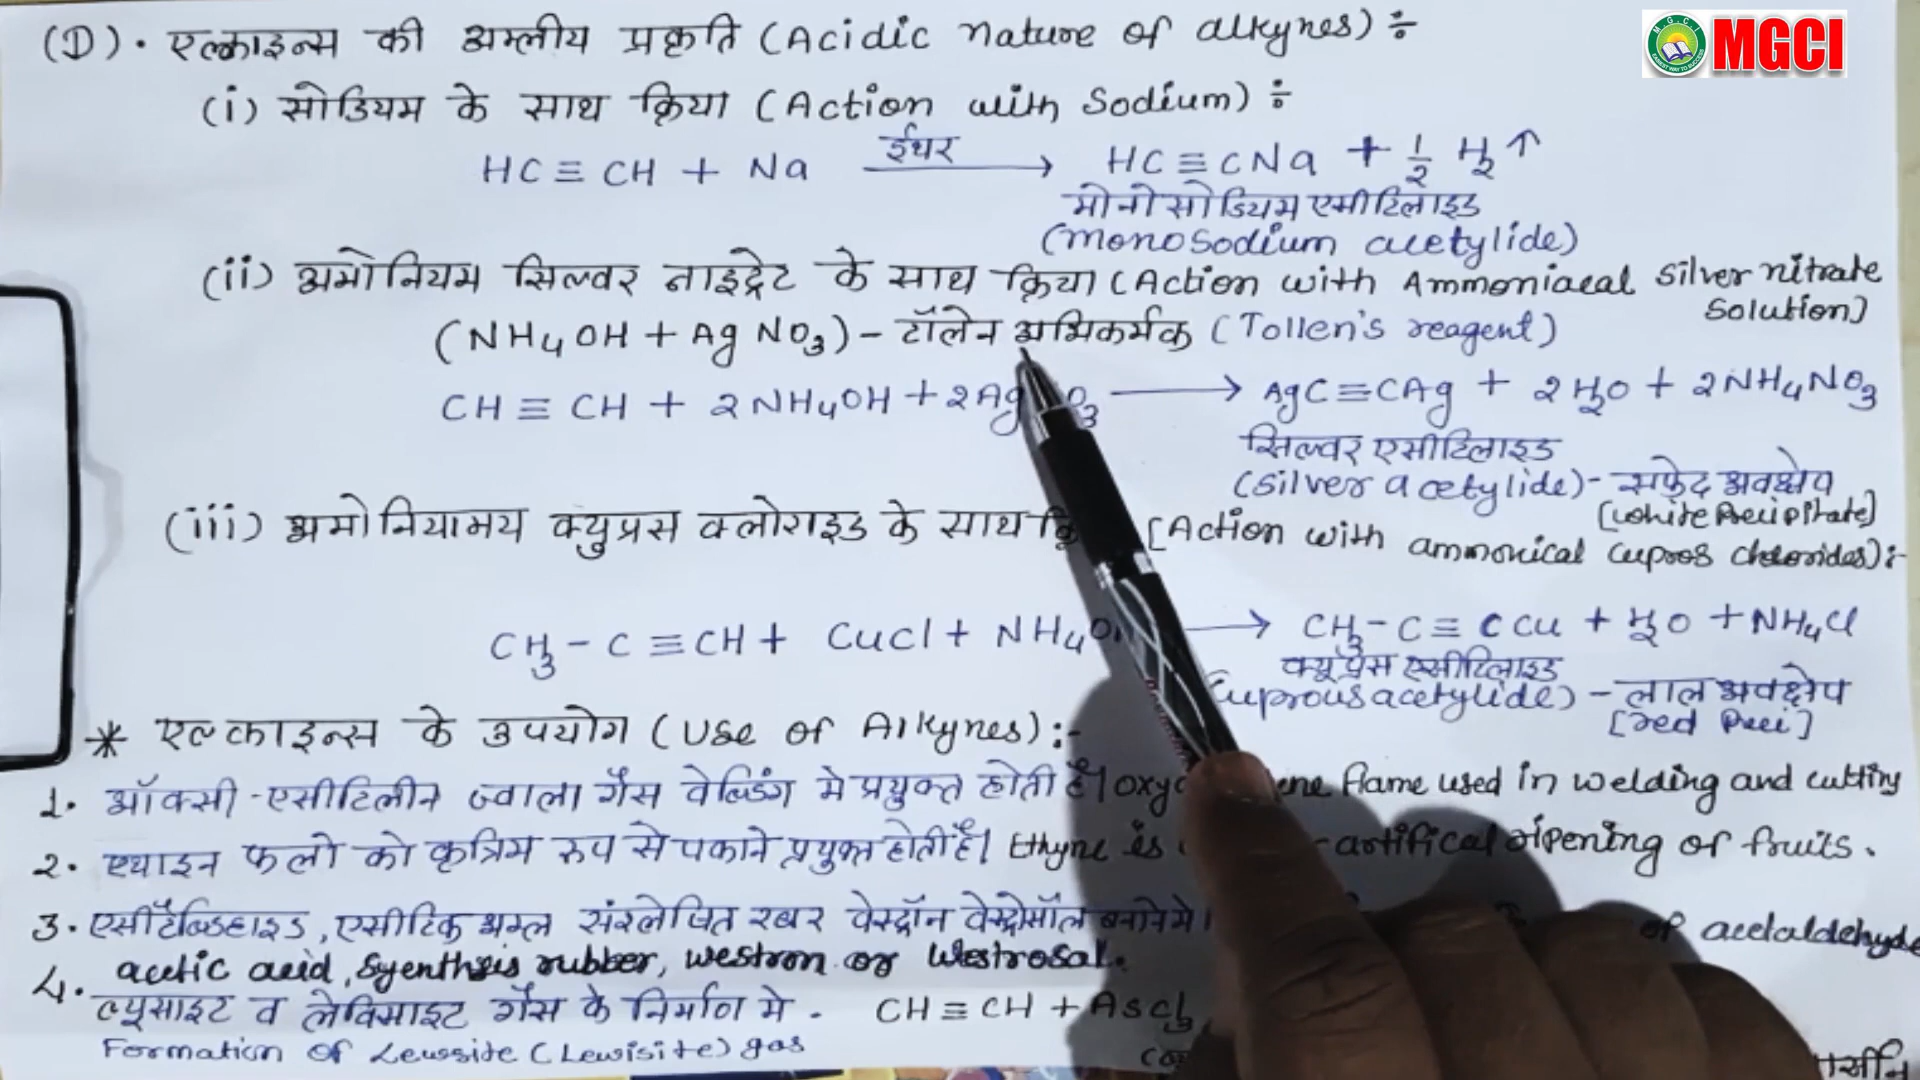 MGCI
(D). एल्काइन्स की अम्लीय प्रकृति (Acidic nature of alkynes) ÷
(i) सोडियम के साथ क्रिया (Action with Sodium) ÷
HC ≡ CH + Na ईथर → HC ≡ CNa + 1/2 H2 ↑
मोनोसोडियम एसीटिलाइड
(monosodium acetylide)
(ii) अमोनियम सिल्वर नाइट्रेट के साथ क्रिया (Action with Ammoniacal Silver nitrate
Solution)
(NH4OH + AgNO3) - टॉलेन अभिकर्मक (Tollen's reagent)
CH ≡ CH + 2NH4OH + 2Ag O3 → AgC ≡ CAg + 2H2O + 2NH4NO3
सिल्वर एसीटिलाइड
(Silver acetylide) - सफ़ेद अवक्षेप
[white Precipitate]
(iii) अमोनियामय क्युप्रस क्लोराइड के साथ [Action with ammonical Cupros chlorides) :-
CH3 - C ≡ CH + CuCl + NH4O → CH3 - C ≡ CCu + H2O + NH4Cl
क्यूप्रस एसीटिलाइड
Cuprous acetylide) - लाल अवक्षेप
[red Preci]
* एल्काइन्स के उपयोग (Use of Alkynes) :-
1. ऑक्सी-एसीटिलीन ज्वाला गैस वेल्डिंग मे प्रयुक्त होती है। flame used in welding and cutting
2. एथाइन फलो को कृत्रिम रुप से पकाने प्रयुक्त होती है। Ethyne is artifical ripening of fruits.
3. एसीटैल्डिहाइड, एसीटिक अम्ल संश्लेषित रबर वेस्ट्रॉन वेस्ट्रोसॉल बनाने मे। of acetaldehyde
acetic acid, Syenthsis rubber, westron or Westrosal.
4. ल्यूसाइट व लेविसाइट गैस के निर्माण मे. CH ≡ CH + AsCl3
Formation of Leussite (Lewisite) gas